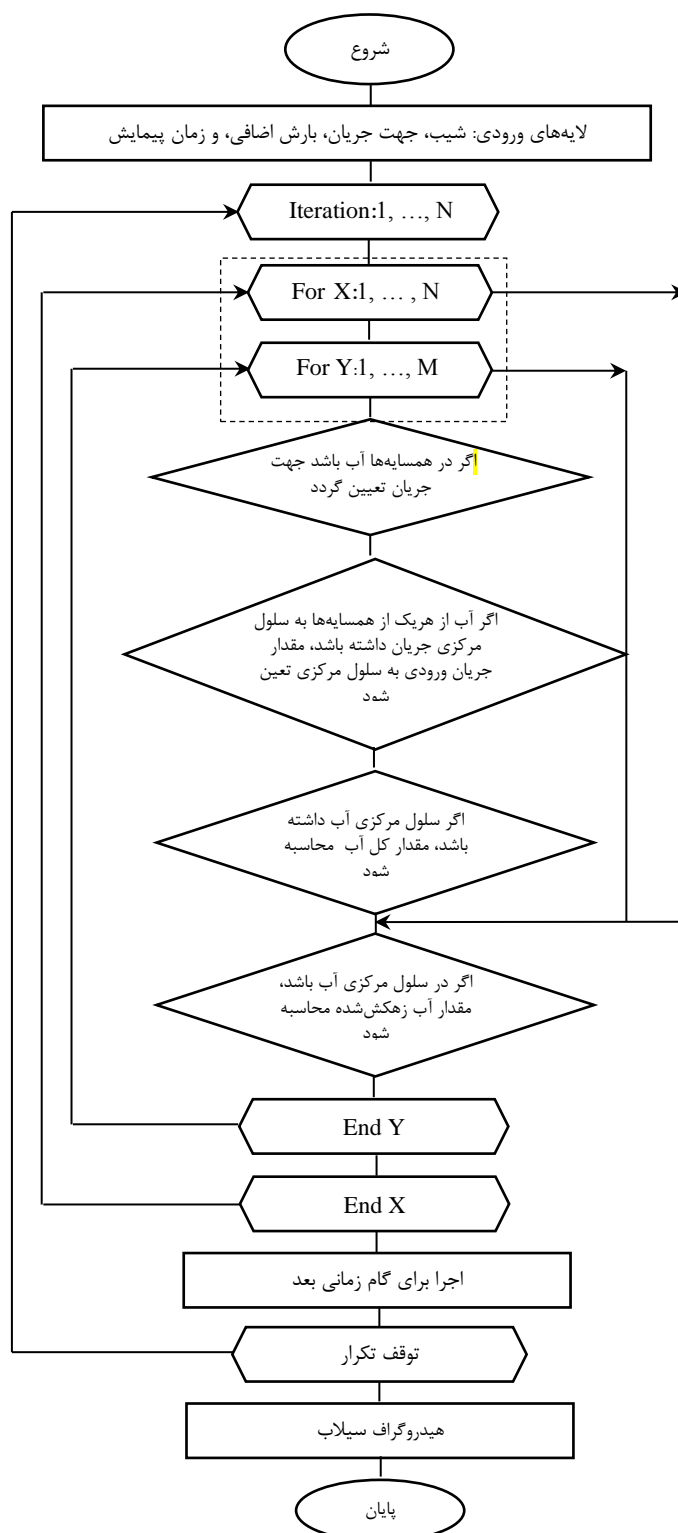 شروع
لایه‌های ورودی: شیب، جهت جریان، بارش اضافی، و زمان پیمایش
Iteration:1, …, N
For X:1, … , N
For Y:1, …, M
اگر در همسایه‌ها آب باشد جهت
جریان تعیین گردد
اگر آب از هریک از همسایه‌ها به سلول
مرکزی جریان داشته باشد، مقدار
جریان ورودی به سلول مرکزی تعین
شود
اگر سلول مرکزی آب داشته
باشد، مقدار کل آب محاسبه
شود
اگر در سلول مرکزی آب باشد،
مقدار آب زهکش‌شده محاسبه
شود
End Y
End X
اجرا برای گام زمانی بعد
توقف تکرار
هیدروگراف سیلاب
پایان